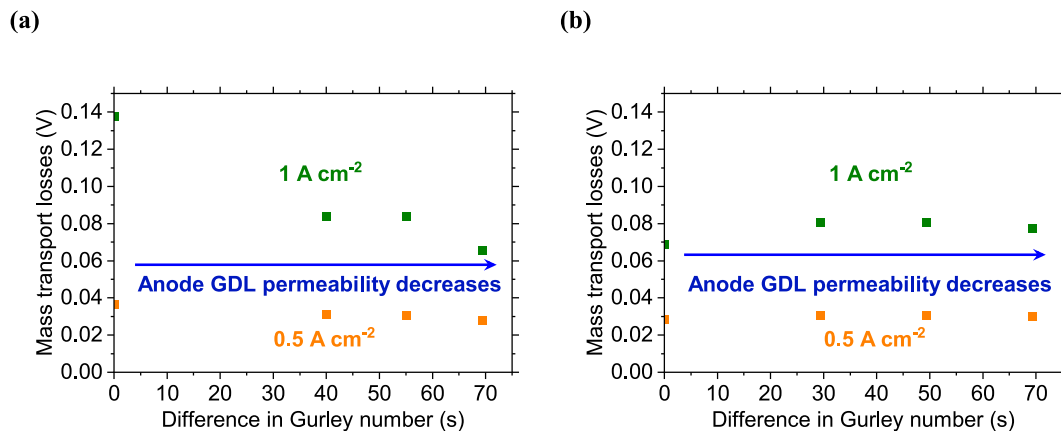 (a)
Mass transport losses (V)
0.14
0.12
0.10
0.08
0.06
0.04
0.02
0.00
1 A cm⁻²
Anode GDL permeability decreases
0.5 A cm⁻²
0 10 20 30 40 50 60 70
Difference in Gurley number (s)
(b)
Mass transport losses (V)
0.14
0.12
0.10
0.08
0.06
0.04
0.02
0.00
1 A cm⁻²
Anode GDL permeability decreases
0.5 A cm⁻²
0 10 20 30 40 50 60 70
Difference in Gurley number (s)